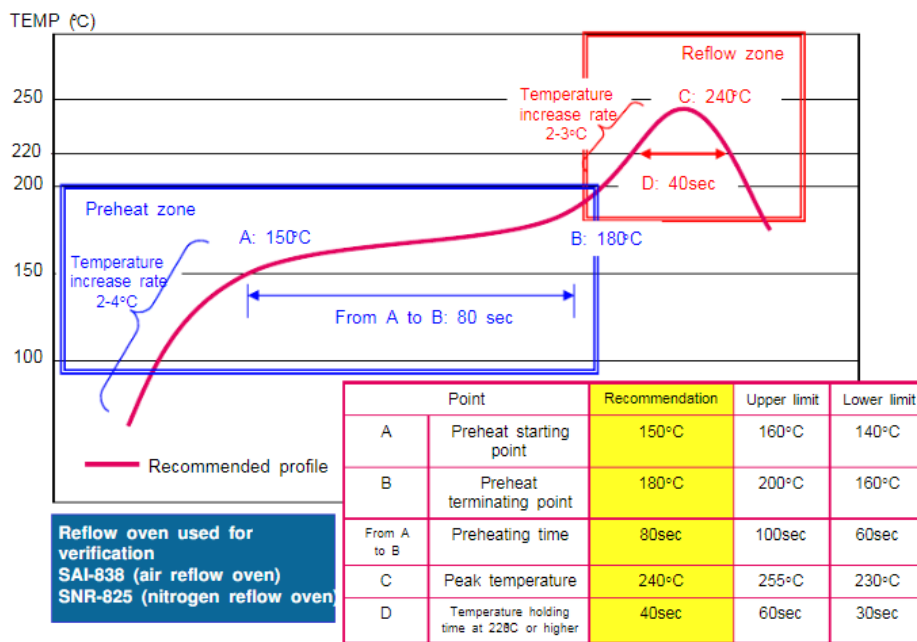 TEMP (°C)
Reflow zone
250
Temperature
increase rate
2-3°C
C: 240°C
220
D: 40sec
200
Preheat zone
A: 150°C
B: 180°C
Temperature
increase rate
2-4°C
150
From A to B: 80 sec
100
Point Recommendation Upper limit Lower limit
A Preheat starting point 150°C 160°C 140°C
B Preheat terminating point 180°C 200°C 160°C
From A to B Preheating time 80sec 100sec 60sec
C Peak temperature 240°C 255°C 230°C
D Temperature holding time at 220°C or higher 40sec 60sec 30sec
Recommended profile
Reflow oven used for
verification
SAI-838 (air reflow oven)
SNR-825 (nitrogen reflow oven)